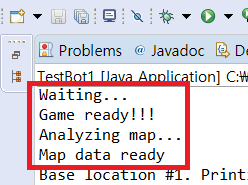 Problems @ Javadoc
TestBot1 [Java Application] C:\
Waiting...
Game ready!!!
Analyzing map...
Map data ready
Base location #1. Print